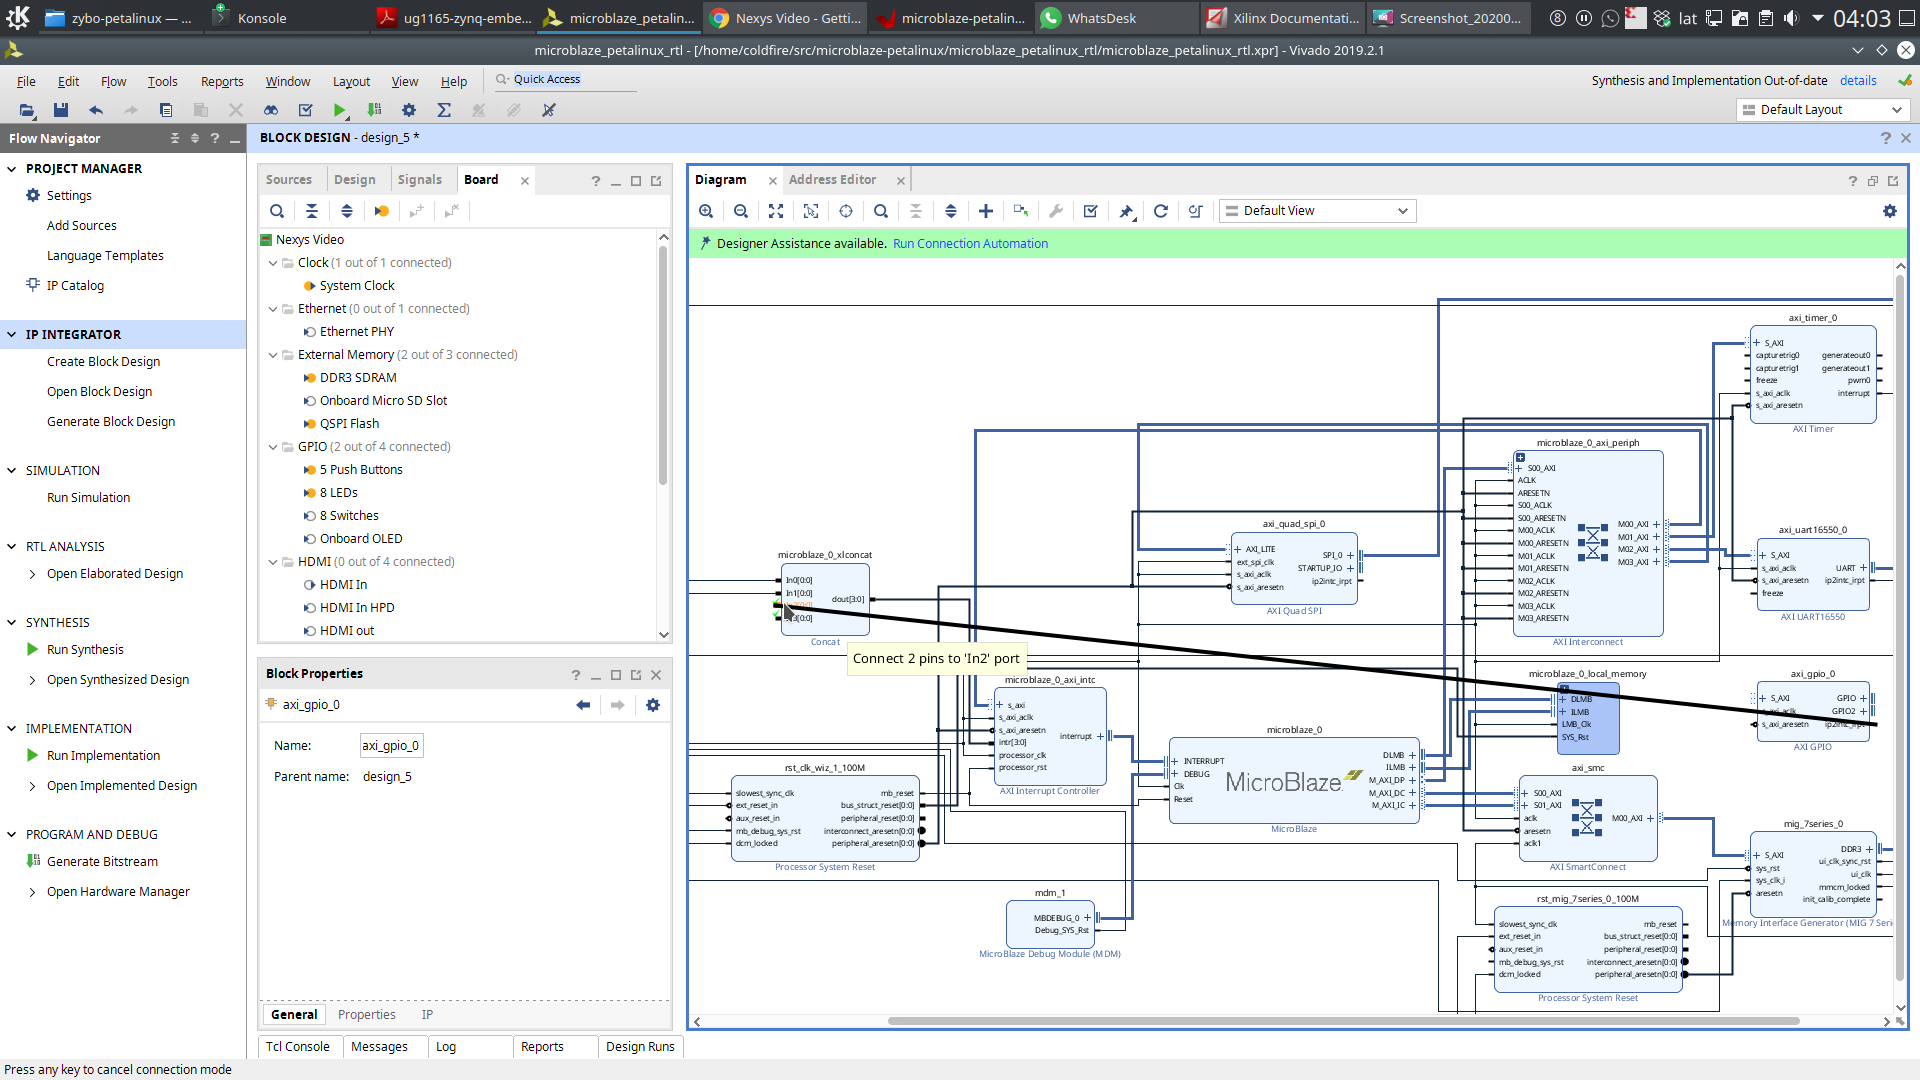 zybo-petalinux — ...
Konsole
ug1165-zynq-embe...
microblaze_petalin...
Nexys Video - Getti...
microblaze-petalin...
WhatsDesk
Xilinx Documentati...
Screenshot_20200...
8
lat
04:03
microblaze_petalinux_rtl - [/home/coldfire/src/microblaze-petalinux/microblaze_petalinux_rtl/microblaze_petalinux_rtl.xpr] - Vivado 2019.2.1
File Edit Flow Tools Reports Window Layout View Help
Quick Access
Synthesis and Implementation Out-of-date details
Default Layout
Flow Navigator
BLOCK DESIGN - design_5 *
PROJECT MANAGER
Settings
Add Sources
Language Templates
IP Catalog
IP INTEGRATOR
Create Block Design
Open Block Design
Generate Block Design
SIMULATION
Run Simulation
RTL ANALYSIS
Open Elaborated Design
SYNTHESIS
Run Synthesis
Open Synthesized Design
IMPLEMENTATION
Run Implementation
Open Implemented Design
PROGRAM AND DEBUG
Generate Bitstream
Open Hardware Manager
Sources Design Signals Board
Nexys Video
Clock (1 out of 1 connected)
System Clock
Ethernet (0 out of 1 connected)
Ethernet PHY
External Memory (2 out of 3 connected)
DDR3 SDRAM
Onboard Micro SD Slot
QSPI Flash
GPIO (2 out of 4 connected)
5 Push Buttons
8 LEDs
8 Switches
Onboard OLED
HDMI (0 out of 4 connected)
HDMI In
HDMI In HPD
HDMI out
Block Properties
axi_gpio_0
Name: axi_gpio_0
Parent name: design_5
General Properties IP
Tcl Console Messages Log Reports Design Runs
Press any key to cancel connection mode
Diagram Address Editor
Default View
Designer Assistance available. Run Connection Automation
axi_timer_0
S_AXI
capturetrig0 generateout0
capturetrig1 generateout1
freeze pwm0
s_axi_aclk interrupt
s_axi_aresetn
AXI Timer
microblaze_0_axi_periph
S00_AXI
ACLK
ARESETN
S00_ACLK
S00_ARESETN
M00_ACLK
M00_ARESETN
M01_ACLK
M01_ARESETN
M02_ACLK
M02_ARESETN
M03_ACLK
M03_ARESETN
M00_AXI
M01_AXI
M02_AXI
M03_AXI
AXI Interconnect
axi_quad_spi_0
AXI_LITE SPI_0
ext_spi_clk STARTUP_IO
s_axi_aclk ip2intc_irpt
s_axi_aresetn
AXI Quad SPI
axi_uart16550_0
S_AXI
s_axi_aclk UART
s_axi_aresetn ip2intc_irpt
freeze
AXI UART16550
microblaze_0_xlconcat
In0[0:0]
In1[0:0]
dout[3:0]
Concat
Connect 2 pins to 'In2' port
microblaze_0_axi_intc
s_axi
s_axi_aclk
s_axi_aresetn
intr[3:0]
processor_clk
processor_rst
interrupt
AXI Interrupt Controller
microblaze_0_local_memory
DLMB
ILMB
LMB_Clk
SYS_Rst
axi_gpio_0
S_AXI GPIO
s_axi_aclk GPIO2
s_axi_aresetn ip2intc_irpt
AXI GPIO
microblaze_0
INTERRUPT
DEBUG
Clk
Reset
MicroBlaze
DLMB
ILMB
M_AXI_DP
M_AXI_DC
M_AXI_IC
MicroBlaze
rst_clk_wiz_1_100M
slowest_sync_clk mb_reset
ext_reset_in bus_struct_reset[0:0]
aux_reset_in peripheral_reset[0:0]
mb_debug_sys_rst interconnect_aresetn[0:0]
dcm_locked peripheral_aresetn[0:0]
Processor System Reset
axi_smc
S00_AXI
S01_AXI
aclk
aresetn
aclk1
M00_AXI
AXI SmartConnect
mdm_1
MBDEBUG_0
Debug_SYS_Rst
MicroBlaze Debug Module (MDM)
mig_7series_0
S_AXI
sys_rst
sys_clk_i
aresetn
DDR3
ui_clk_sync_rst
ui_clk
mmcm_locked
init_calib_complete
Memory Interface Generator (MIG 7 Seri
rst_mig_7series_0_100M
slowest_sync_clk mb_reset
ext_reset_in bus_struct_reset[0:0]
aux_reset_in peripheral_reset[0:0]
mb_debug_sys_rst interconnect_aresetn[0:0]
dcm_locked peripheral_aresetn[0:0]
Processor System Reset